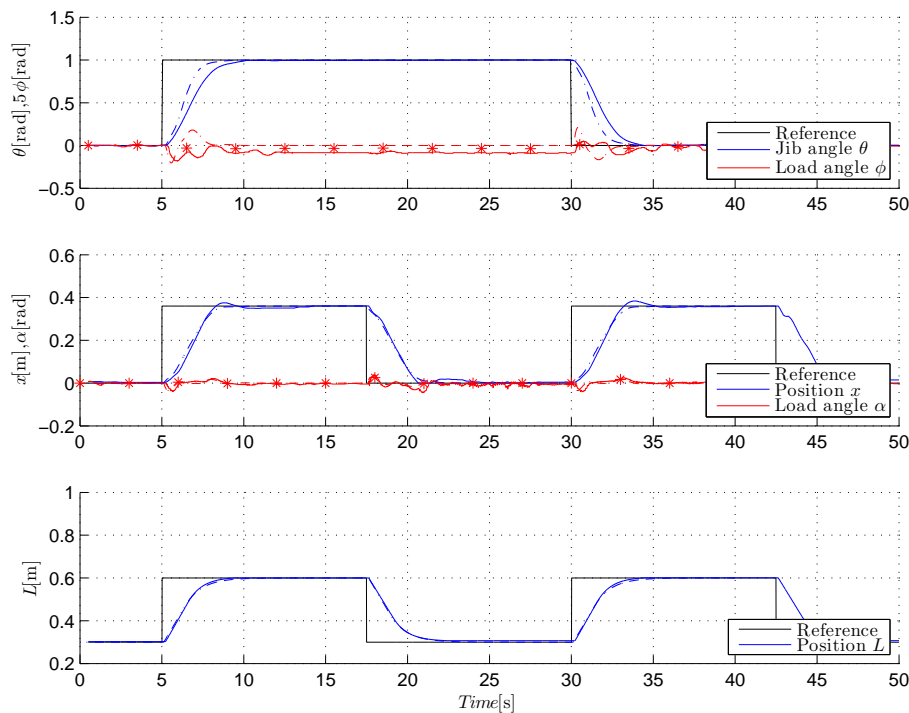 θ[rad],5ϕ[rad]
1.5
1
0.5
0
−0.5
0 5 10 15 20 25 30 35 40 45 50
Reference
Jib angle θ
Load angle ϕ
x[m],α[rad]
0.6
0.4
0.2
0
−0.2
0 5 10 15 20 25 30 35 40 45 50
Reference
Position x
Load angle α
L[m]
1
0.8
0.6
0.4
0.2
0 5 10 15 20 25 30 35 40 45 50
Reference
Position L
Time[s]